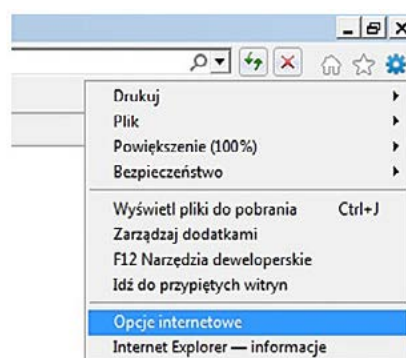 Drukuj
Plik
Powiększenie (100%)
Bezpieczeństwo
Wyświetl pliki do pobrania Ctrl+J
Zarządzaj dodatkami
F12 Narzędzia deweloperskie
Idź do przypiętych witryn
Opcje internetowe
Internet Explorer — informacje